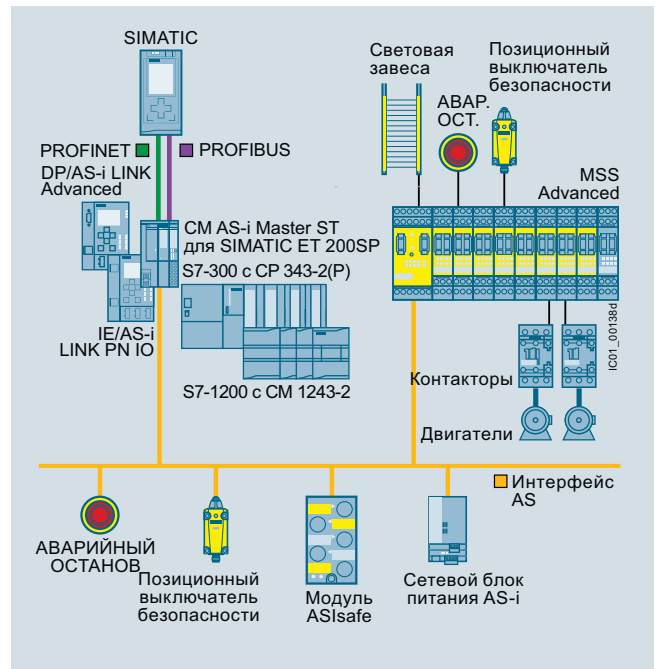 SIMATIC
PROFINET
PROFIBUS
DP/AS-i LINK
Advanced
CM AS-i Master ST
для SIMATIC ET 200SP
S7-300 с CP 343-2(P)
IE/AS-i
LINK PN IO
S7-1200 с CM 1243-2
Световая
завеса
АВАР.
ОСТ.
Позиционный
выключатель
безопасности
MSS
Advanced
IC01_00138d
Контакторы
Двигатели
Интерфейс
AS
АВАРИЙНЫЙ
ОСТАНОВ
Позиционный
выключатель
безопасности
Модуль
ASIsafe
Сетевой блок
питания AS-i